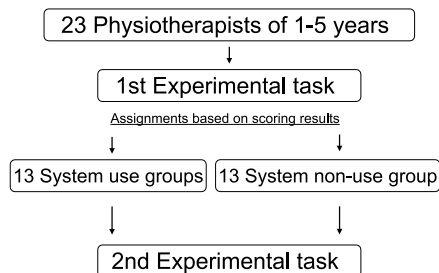 23 Physiotherapists of 1-5 years
1st Experimental task
Assignments based on scoring results
13 System use groups
13 System non-use group
2nd Experimental task